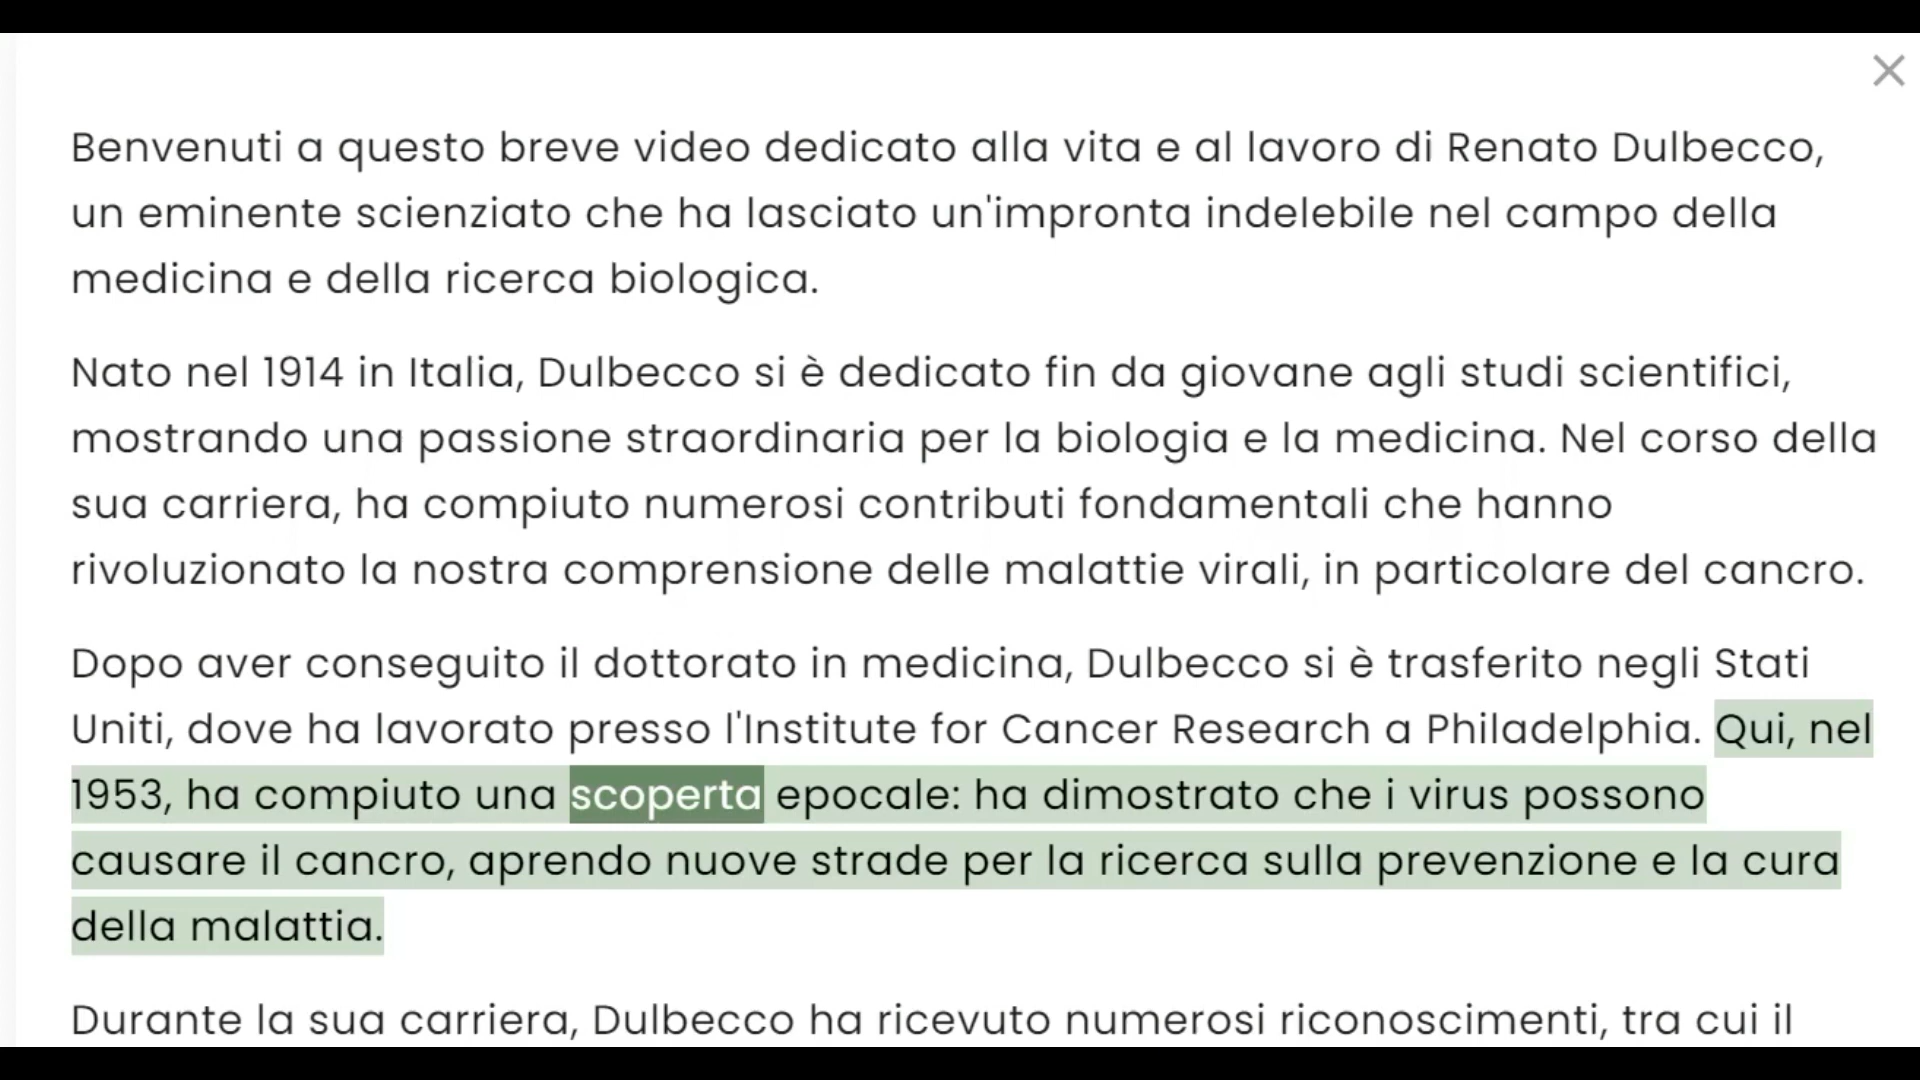 Benvenuti a questo breve video dedicato alla vita e al lavoro di Renato Dulbecco,
un eminente scienziato che ha lasciato un'impronta indelebile nel campo della
medicina e della ricerca biologica.
Nato nel 1914 in Italia, Dulbecco si è dedicato fin da giovane agli studi scientifici,
mostrando una passione straordinaria per la biologia e la medicina. Nel corso della
sua carriera, ha compiuto numerosi contributi fondamentali che hanno
rivoluzionato la nostra comprensione delle malattie virali, in particolare del cancro.
Dopo aver conseguito il dottorato in medicina, Dulbecco si è trasferito negli Stati
Uniti, dove ha lavorato presso l'Institute for Cancer Research a Philadelphia. Qui, nel
1953, ha compiuto una scoperta epocale: ha dimostrato che i virus possono
causare il cancro, aprendo nuove strade per la ricerca sulla prevenzione e la cura
della malattia.
Durante la sua carriera, Dulbecco ha ricevuto numerosi riconoscimenti, tra cui il